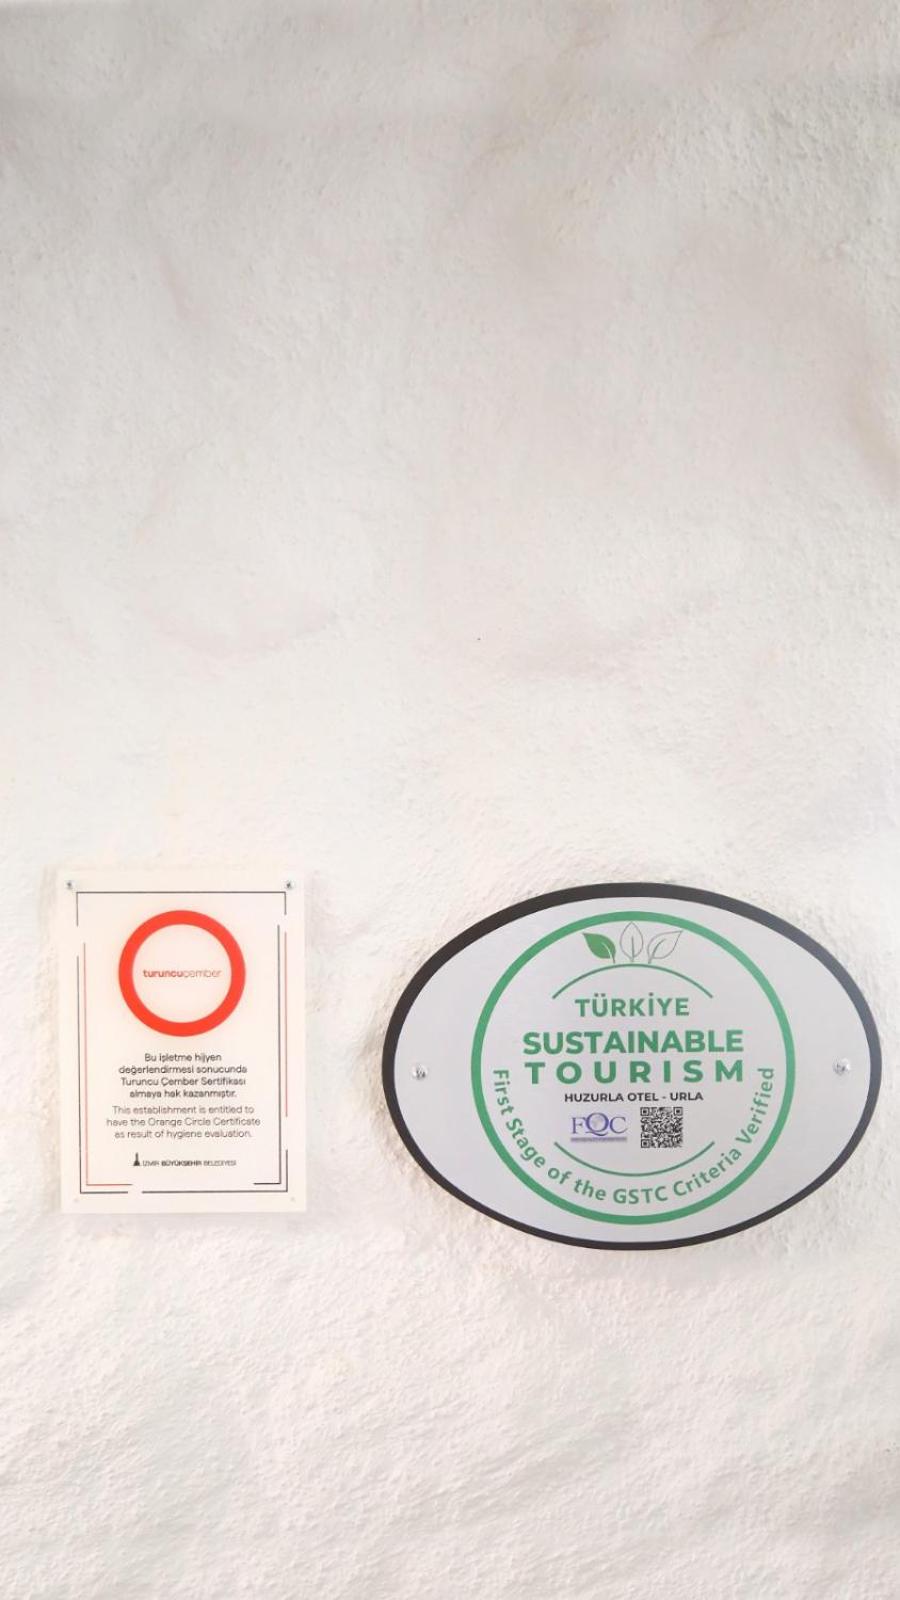 turuncuçember
Bu işletme hijyen
değerlendirmesi sonucunda
Turuncu Çember Sertifikası
almaya hak kazanmıştır.
This establishment is entitled to
have the Orange Circle Certificate
as result of hygiene evaluation.
İZMİR BÜYÜKŞEHİR BELEDİYESİ
TÜRKİYE
SUSTAINABLE
TOURISM
HUZURLA OTEL - URLA
FQC
First Stage of the GSTC Criteria Verified